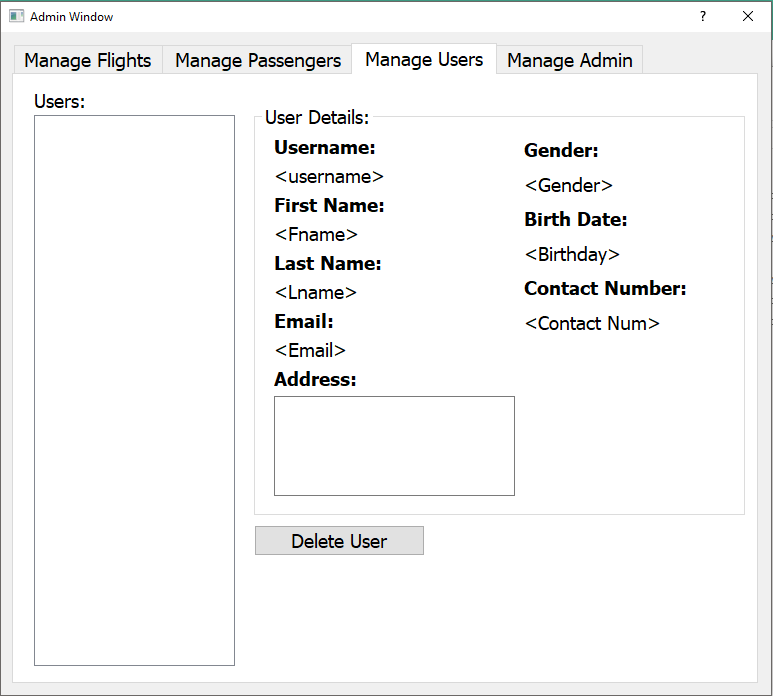 Admin Window
?
Manage Flights
Manage Passengers
Manage Users
Manage Admin
Users:
User Details:
Username:
<username>
First Name:
<Fname>
Last Name:
<Lname>
Email:
<Email>
Address:
Gender:
<Gender>
Birth Date:
<Birthday>
Contact Number:
<Contact Num>
Delete User